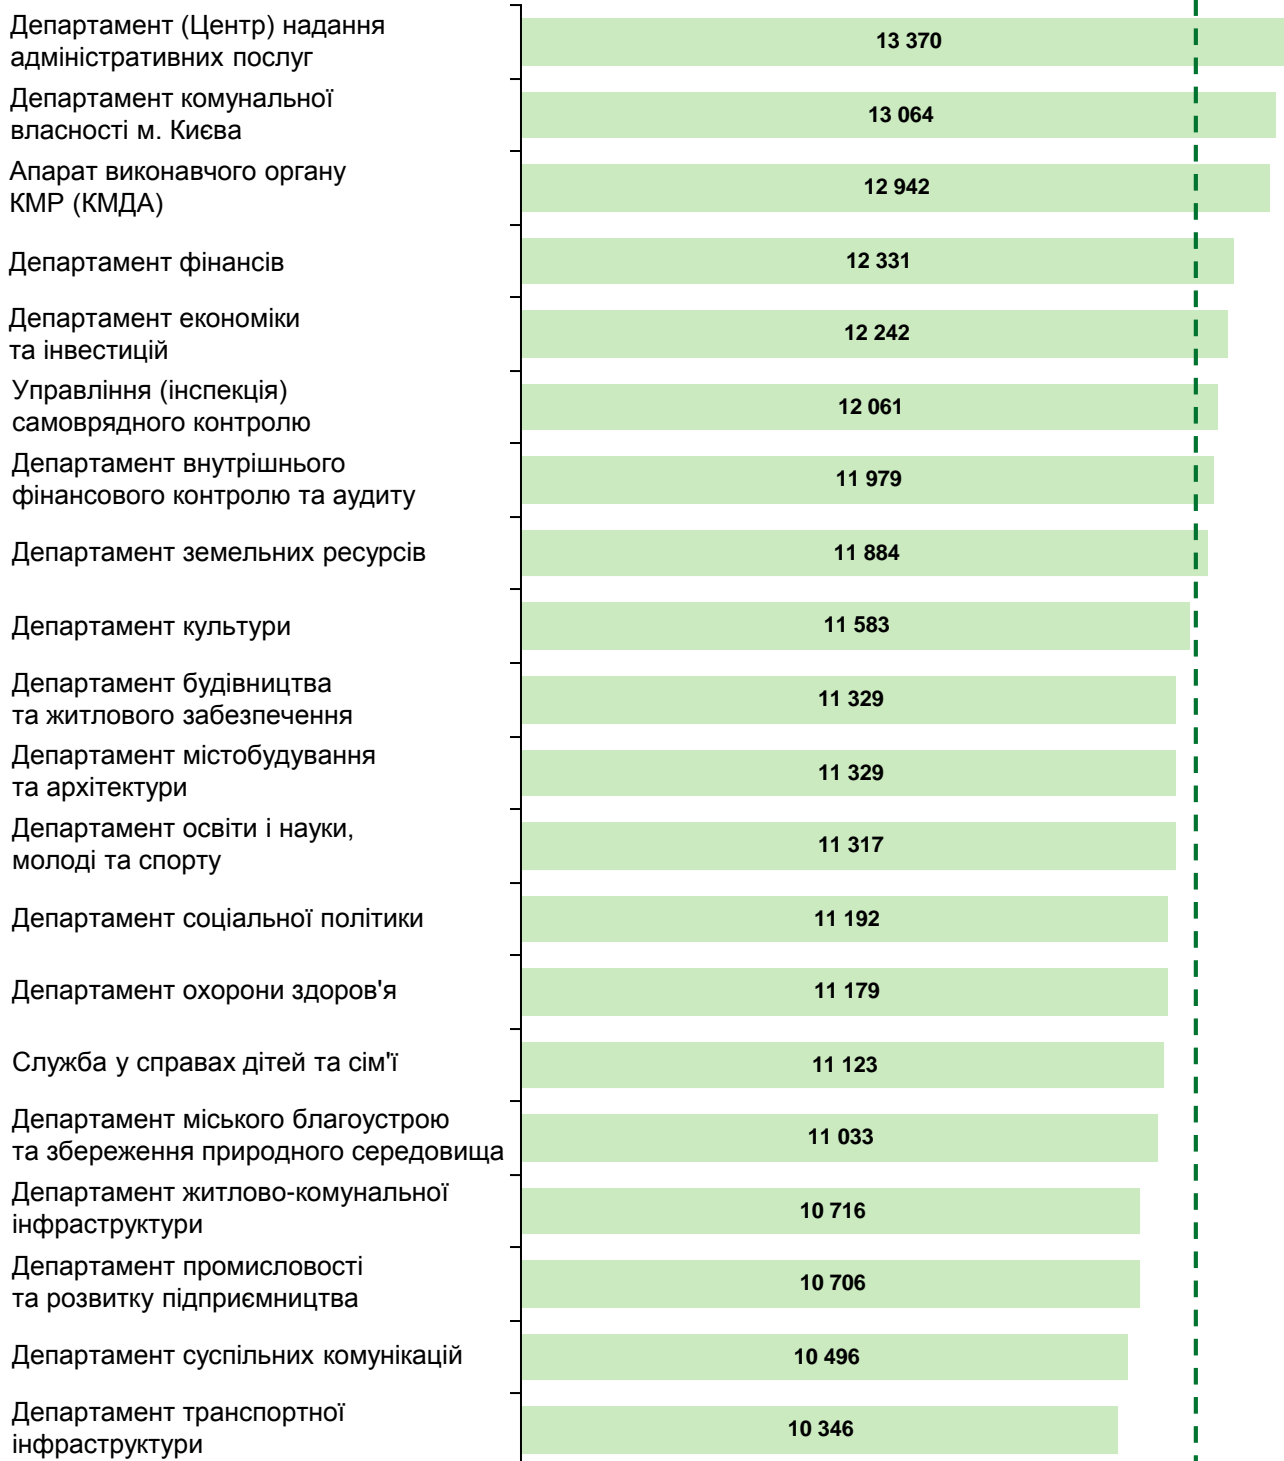 Департамент (Центр) надання
адміністративних послуг
13 370
Департамент комунальної
власності м. Києва
13 064
Апарат виконавчого органу
КМР (КМДА)
12 942
Департамент фінансів
12 331
Департамент економіки
та інвестицій
12 242
Управління (інспекція)
самоврядного контролю
12 061
Департамент внутрішнього
фінансового контролю та аудиту
11 979
Департамент земельних ресурсів
11 884
Департамент культури
11 583
Департамент будівництва
та житлового забезпечення
11 329
Департамент містобудування
та архітектури
11 329
Департамент освіти і науки,
молоді та спорту
11 317
Департамент соціальної політики
11 192
Департамент охорони здоров'я
11 179
Служба у справах дітей та сім'ї
11 123
Департамент міського благоустрою
та збереження природного середовища
11 033
Департамент житлово-комунальної
інфраструктури
10 716
Департамент промисловості
та розвитку підприємництва
10 706
Департамент суспільних комунікацій
10 496
Департамент транспортної
інфраструктури
10 346